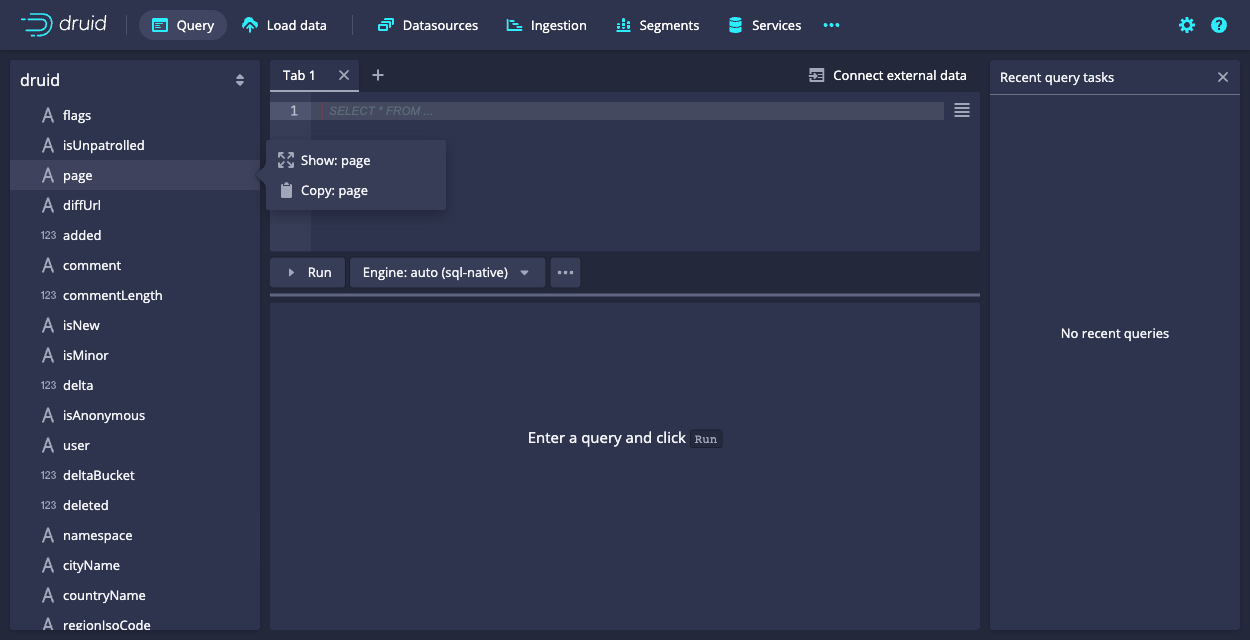 druid
Query
Load data
Datasources
Ingestion
Segments
Services
druid
flags
isUnpatrolled
page
diffUrl
123 added
comment
123 commentLength
isNew
isMinor
123 delta
isAnonymous
user
123 deltaBucket
123 deleted
namespace
cityName
countryName
regionIsoCode
Tab 1
Connect external data
1 SELECT * FROM ...
Show: page
Copy: page
Run
Engine: auto (sql-native)
Enter a query and click Run
Recent query tasks
No recent queries